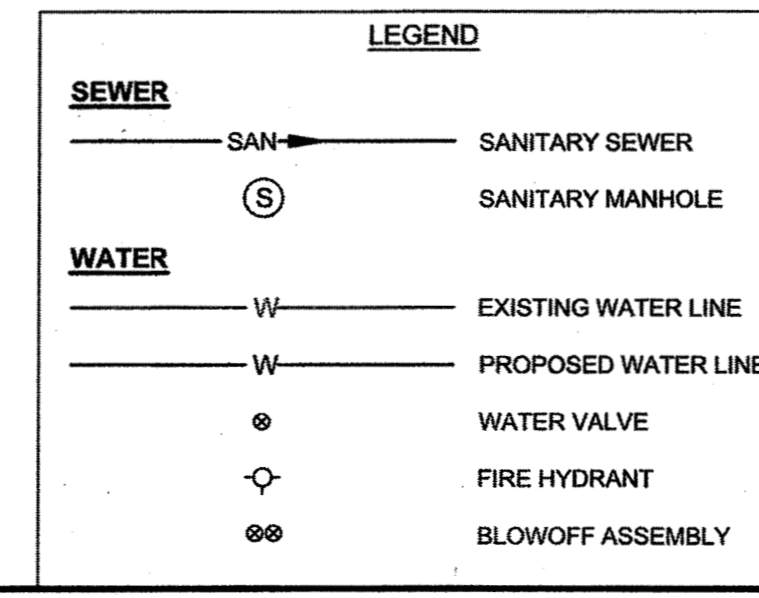 LEGEND
SEWER
SAN SANITARY SEWER
S SANITARY MANHOLE
WATER
W EXISTING WATER LINE
W PROPOSED WATER LINE
WATER VALVE
FIRE HYDRANT
BLOWOFF ASSEMBLY